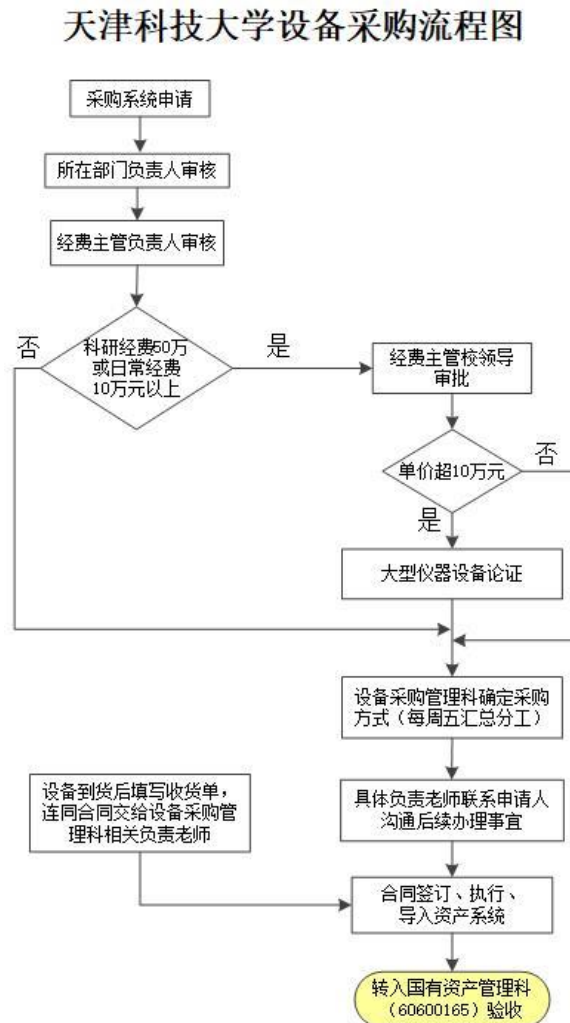 天津科技大学设备采购流程图
采购系统申请
所在部门负责人审核
经费主管负责人审核
否
科研经费50万
或日常经费
10万元以上
是
经费主管校领导
审批
单价超10万元
否
是
大型仪器设备论证
设备采购管理科确定采购
方式（每周五汇总分工）
设备到货后填写收货单，
连同合同交给设备采购管
理科相关负责老师
具体负责老师联系申请人
沟通后续办理事宜
合同签订、执行、
导入资产系统
转入国有资产管理科
（60600165）验收